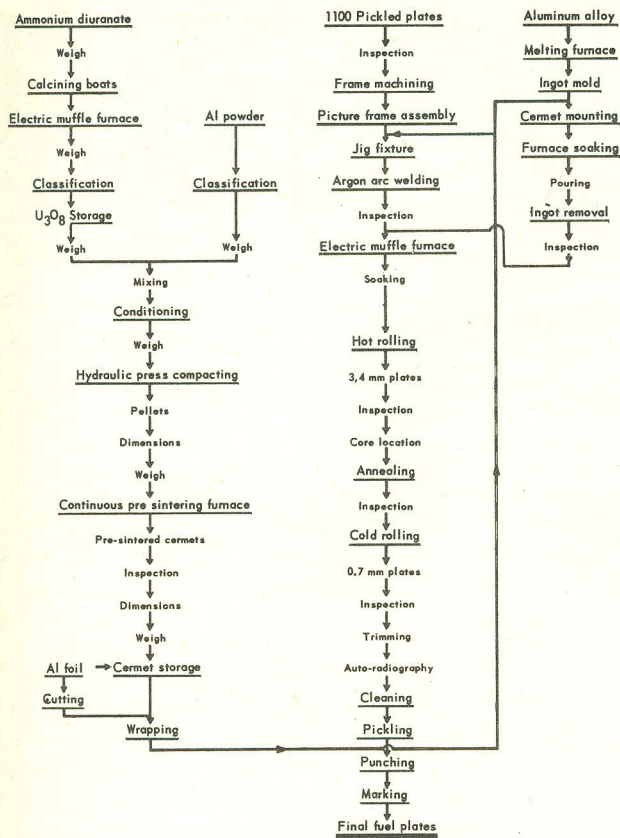 Ammonium diuranate
Weigh
Calcining boats
Electric muffle furnace
Weigh
Classification
U3O8 Storage
Weigh
Al powder
Classification
Weigh
Mixing
Conditioning
Weigh
Hydraulic press compacting
Pellets
Dimensions
Weigh
Continuous pre sintering furnace
Pre-sintered cermets
Inspection
Dimensions
Weigh
Al foil
Cermet storage
Cutting
Wrapping
1100 Pickled plates
Inspection
Frame machining
Picture frame assembly
Jig fixture
Argon arc welding
Inspection
Electric muffle furnace
Soaking
Hot rolling
3,4 mm plates
Inspection
Core location
Annealing
Inspection
Cold rolling
0.7 mm plates
Inspection
Trimming
Auto-radiography
Cleaning
Pickling
Punching
Marking
Final fuel plates
Aluminum alloy
Melting furnace
Ingot mold
Cermet mounting
Furnace soaking
Pouring
Ingot removal
Inspection